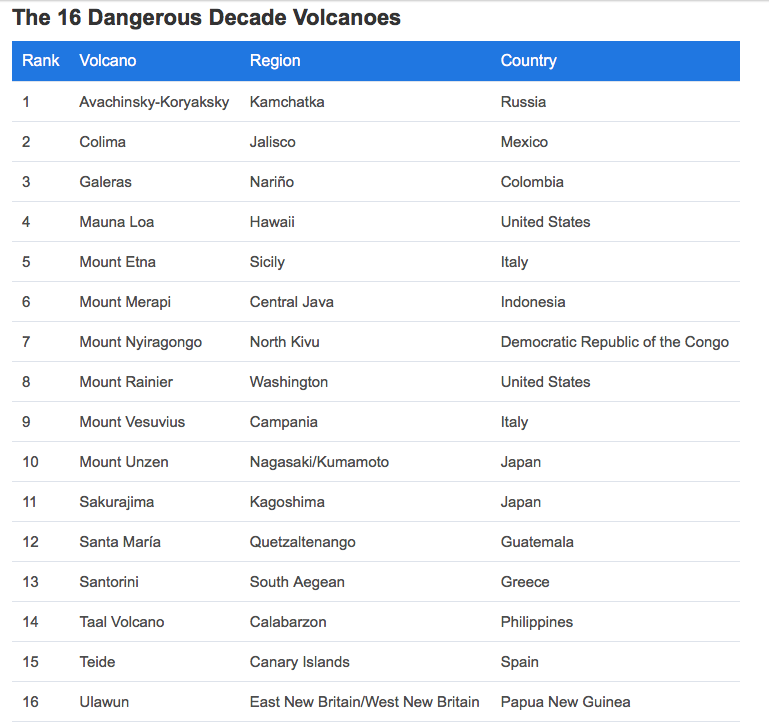 The 16 Dangerous Decade Volcanoes
Rank Volcano Region Country
1 Avachinsky-Koryaksky Kamchatka Russia
2 Colima Jalisco Mexico
3 Galeras Nariño Colombia
4 Mauna Loa Hawaii United States
5 Mount Etna Sicily Italy
6 Mount Merapi Central Java Indonesia
7 Mount Nyiragongo North Kivu Democratic Republic of the Congo
8 Mount Rainier Washington United States
9 Mount Vesuvius Campania Italy
10 Mount Unzen Nagasaki/Kumamoto Japan
11 Sakurajima Kagoshima Japan
12 Santa María Quetzaltenango Guatemala
13 Santorini South Aegean Greece
14 Taal Volcano Calabarzon Philippines
15 Teide Canary Islands Spain
16 Ulawun East New Britain/West New Britain Papua New Guinea